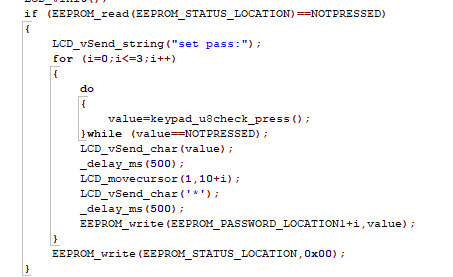 if (EEPROM_read(EEPROM_STATUS_LOCATION)==NOTPRESSED)
{
LCD_vSend_string("set pass:");
for (i=0;i<=3;i++)
{
do
{
value=keypad_u8check_press();
}while (value==NOTPRESSED);
LCD_vSend_char(value);
_delay_ms(500);
LCD_movecursor(1,10+i);
LCD_vSend_char('*');
_delay_ms(500);
EEPROM_write(EEPROM_PASSWORD_LOCATION1+i,value);
}
EEPROM_write(EEPROM_STATUS_LOCATION,0x00);
}